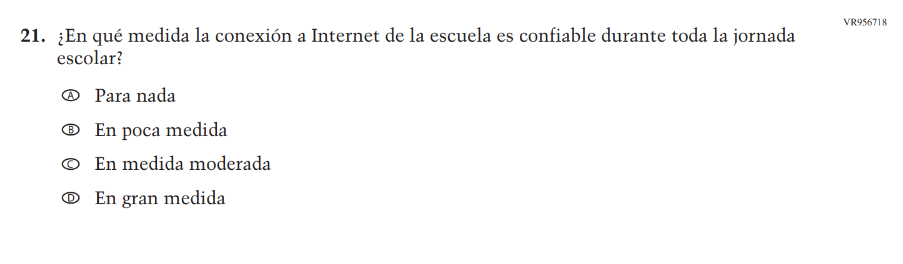 VR956718
21. ¿En qué medida la conexión a Internet de la escuela es confiable durante toda la jornada
escolar?
A Para nada
B En poca medida
C En medida moderada
D En gran medida